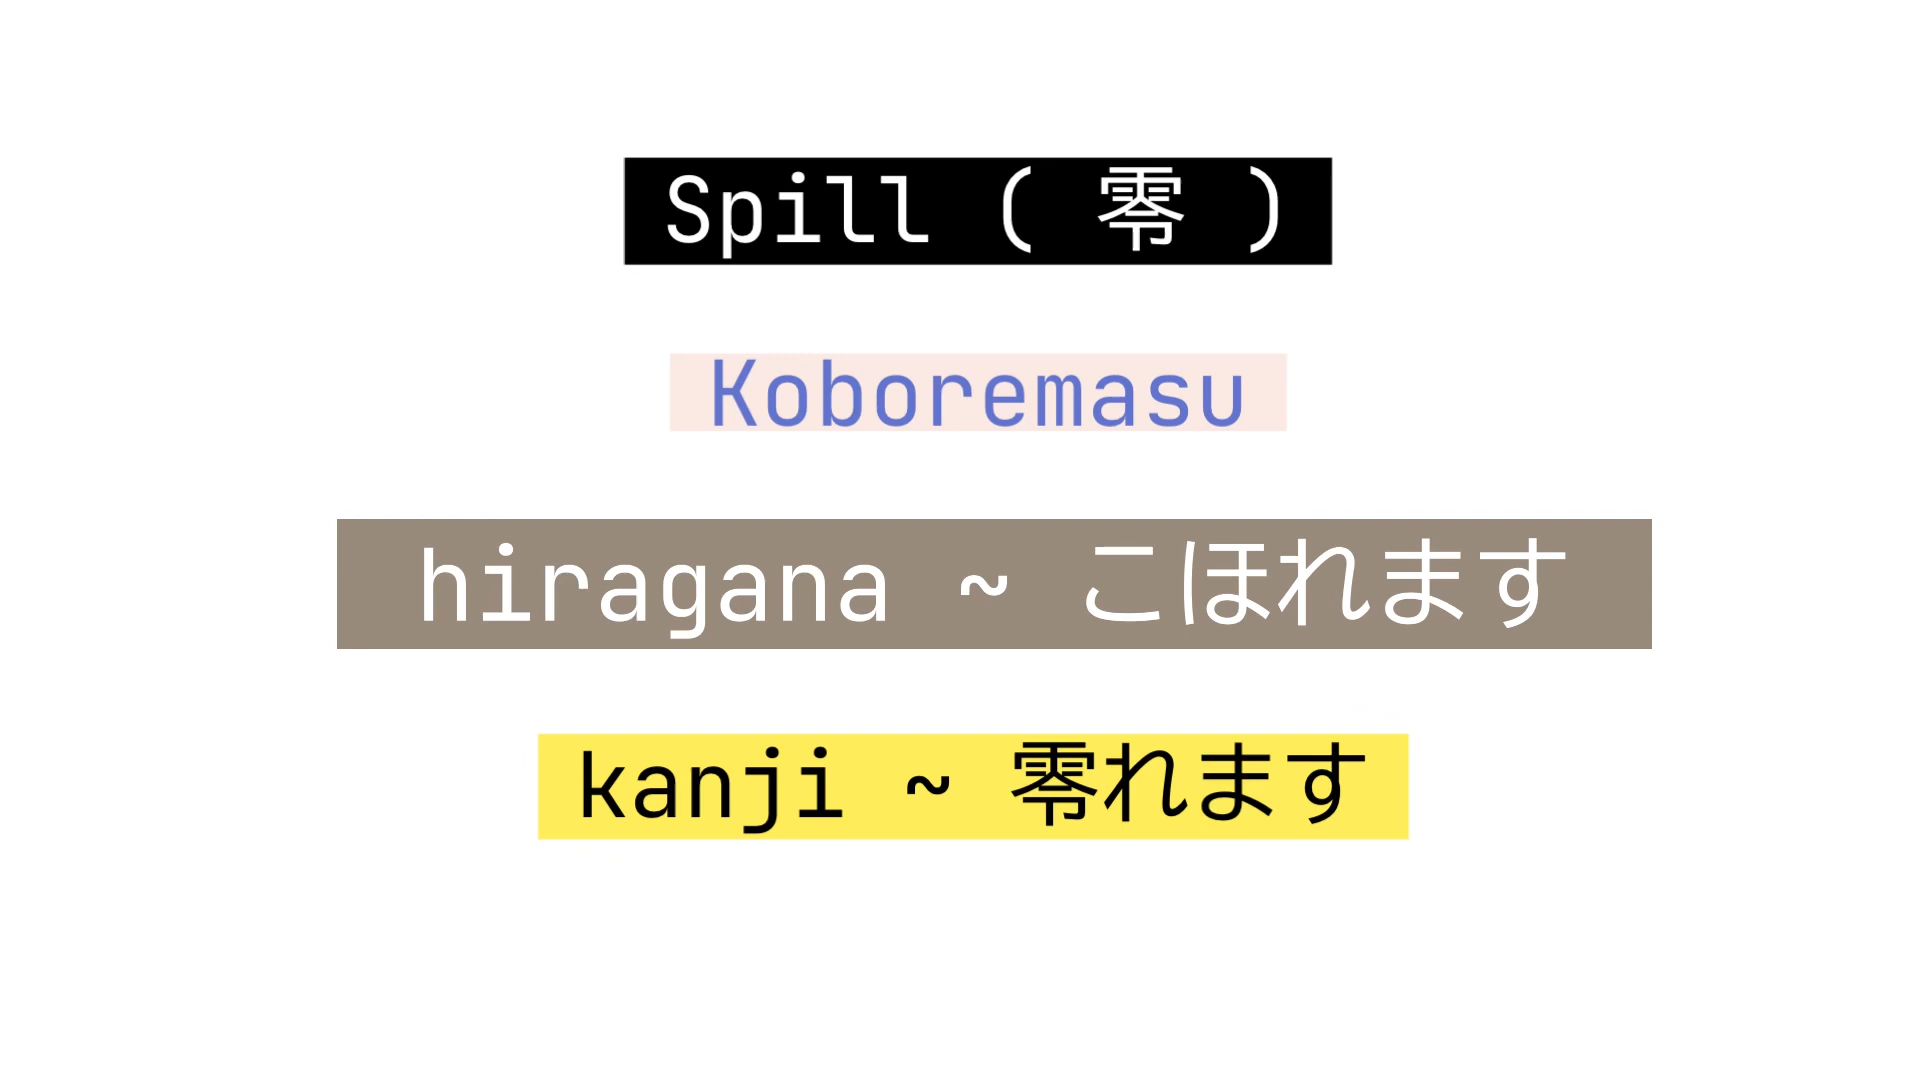 Spill ( 零 )
Koboremasu
hiragana ~ こほれます
kanji ~ 零れます